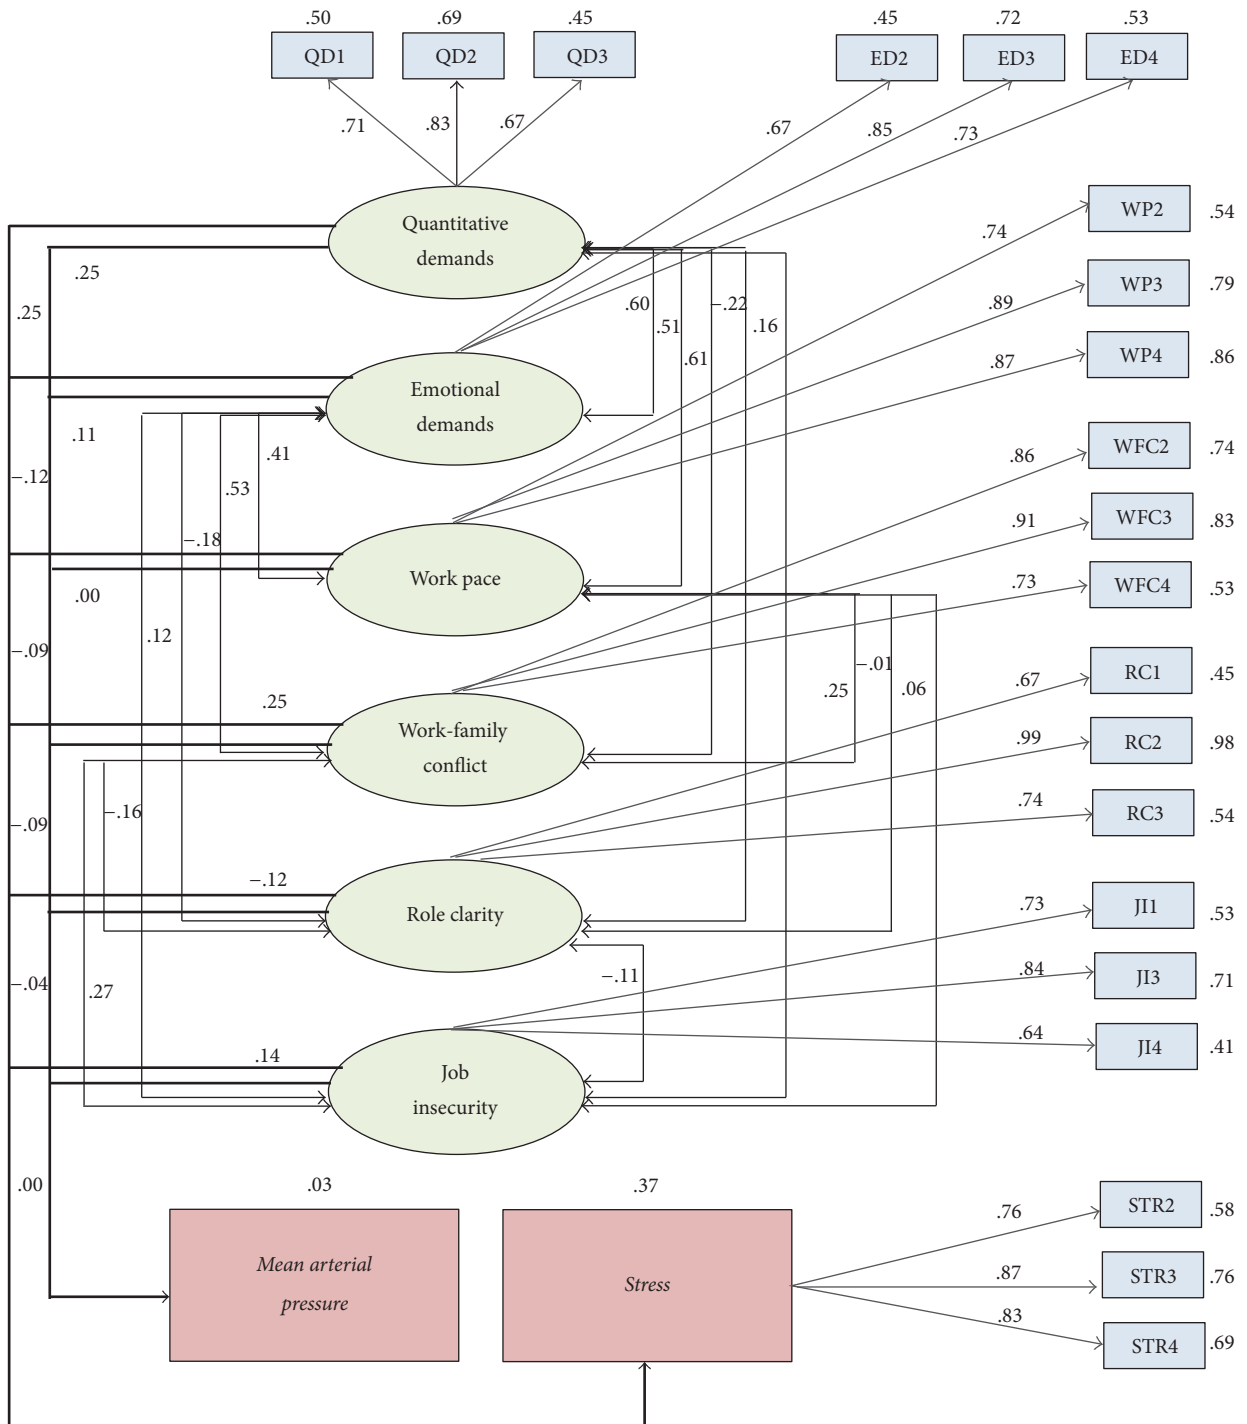 .50 .69 .45 .45 .72 .53
QD1 QD2 QD3 ED2 ED3 ED4
.71 .83 .67 .67 .85 .73
WP2 .54
Quantitative
demands
.74
.25
WP3 .79
.25
.60 −.22
.51 .16
.89
.61
WP4 .86
.87
Emotional
demands
.11
.41
WFC2 .74
.86
−.12
.53
WFC3 .83
.91
−.18
Work pace
.73
WFC4 .53
.00
.12
−.09
−.01
.25 .06
.67
RC1 .45
.25
Work-family
conflict
.99
RC2 .98
−.16
−.09
.74
RC3 .54
−.12
Role clarity
.73
JI1 .53
−.04
.27
−.11
.84
JI3 .71
.64
JI4 .41
.14
Job
insecurity
.00
.03 .37
Mean arterial
pressure
Stress
.76
STR2 .58
.87
STR3 .76
.83
STR4 .69